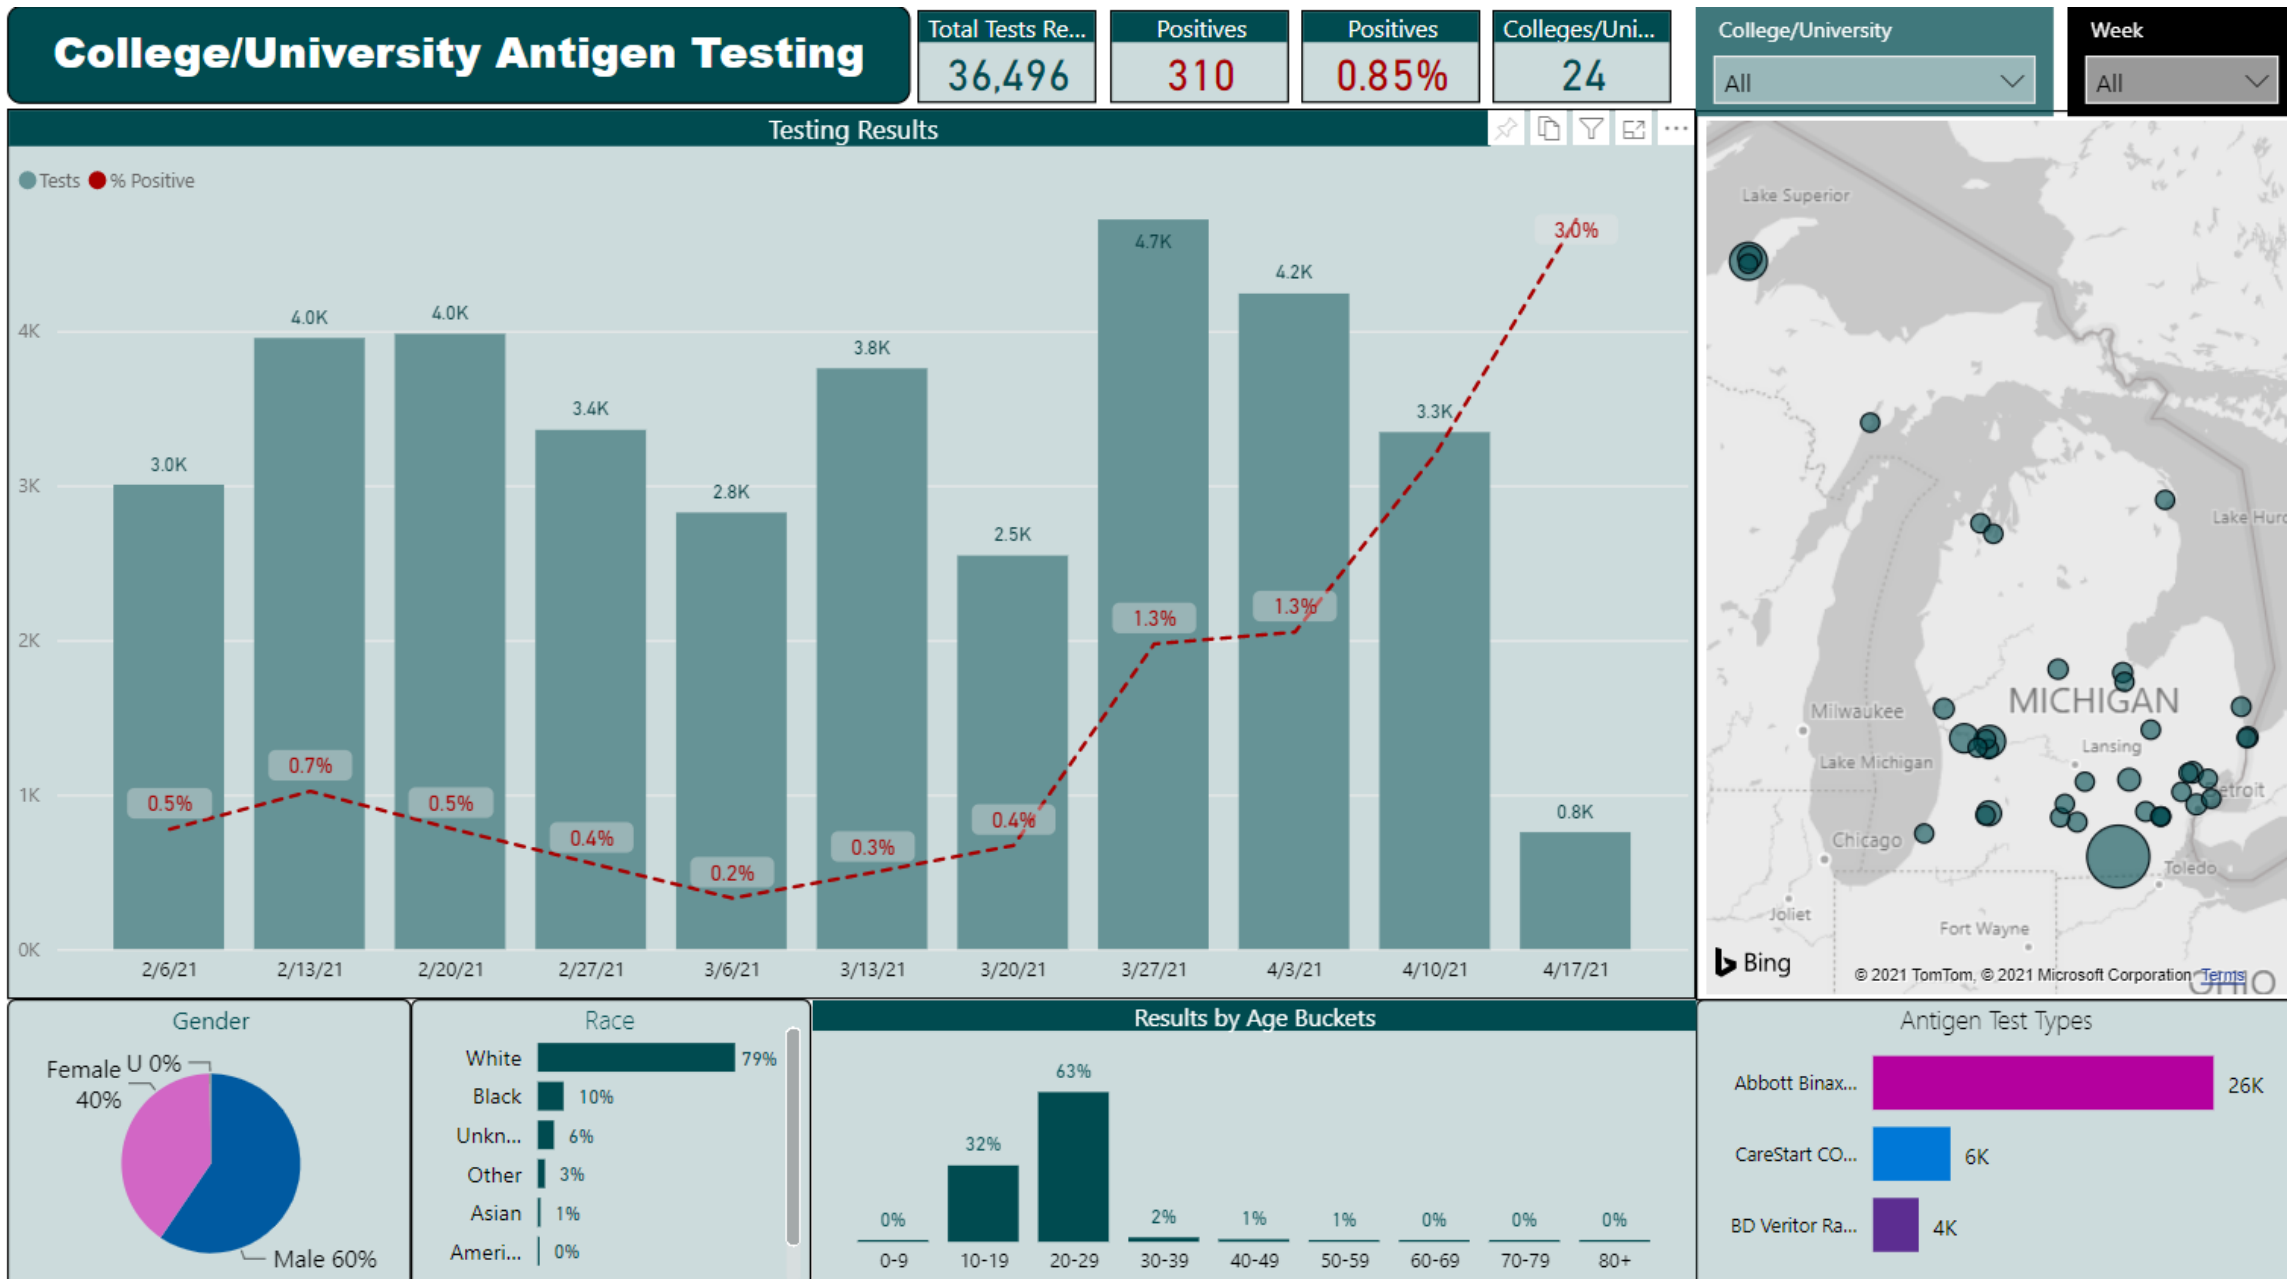 College/University Antigen Testing
Total Tests Re...
36,496
Positives
310
Positives
0.85%
Colleges/Uni...
24
College/University
All
Week
All
Testing Results
Tests
% Positive
4K
3K
2K
1K
0K
3.0K
4.0K
4.0K
3.4K
2.8K
3.8K
2.5K
4.7K
4.2K
3.3K
0.8K
0.5%
0.7%
0.5%
0.4%
0.2%
0.3%
0.4%
1.3%
1.3%
3.0%
2/6/21
2/13/21
2/20/21
2/27/21
3/6/21
3/13/21
3/20/21
3/27/21
4/3/21
4/10/21
4/17/21
Lake Superior
Lake Huro
MICHIGAN
Milwaukee
Lansing
Lake Michigan
etroit
Chicago
Toledo
Joliet
Fort Wayne
OHIO
Bing
© 2021 TomTom, © 2021 Microsoft Corporation Terms
Gender
Female
40%
U 0%
Male 60%
Race
White 79%
Black 10%
Unkn... 6%
Other 3%
Asian 1%
Ameri... 0%
Results by Age Buckets
0%
32%
63%
2%
1%
1%
0%
0%
0%
0-9
10-19
20-29
30-39
40-49
50-59
60-69
70-79
80+
Antigen Test Types
Abbott Binax... 26K
CareStart CO... 6K
BD Veritor Ra... 4K